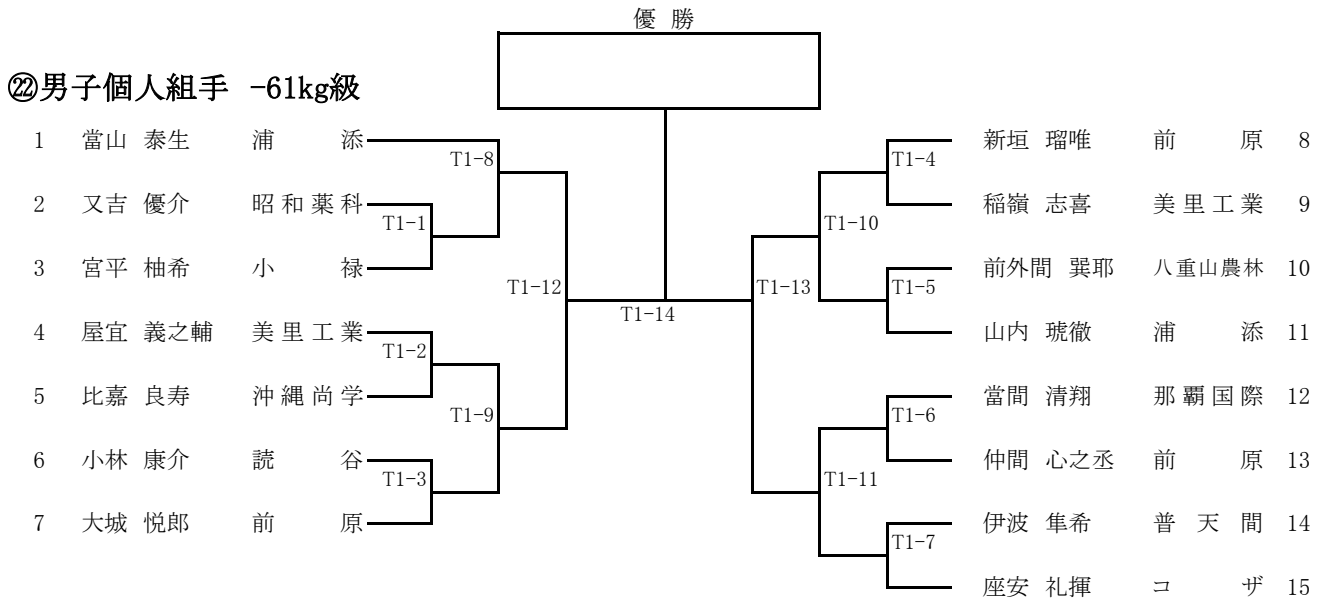 優 勝
㉒男子個人組手 -61kg級
1 當山 泰生 浦 添
2 又吉 優介 昭和薬科
3 宮平 柚希 小 禄
4 屋宜 義之輔 美里工業
5 比嘉 良寿 沖縄尚学
6 小林 康介 読 谷
7 大城 悦郎 前 原
T1-8
T1-1
T1-12
T1-2
T1-9
T1-3
T1-14
T1-4
T1-10
T1-13
T1-5
T1-6
T1-11
T1-7
新垣 瑠唯 前 原 8
稲嶺 志喜 美里工業 9
前外間 巽耶 八重山農林 10
山内 琥徹 浦 添 11
當間 清翔 那覇国際 12
仲間 心之丞 前 原 13
伊波 隼希 普天間 14
座安 礼揮 コ ザ 15